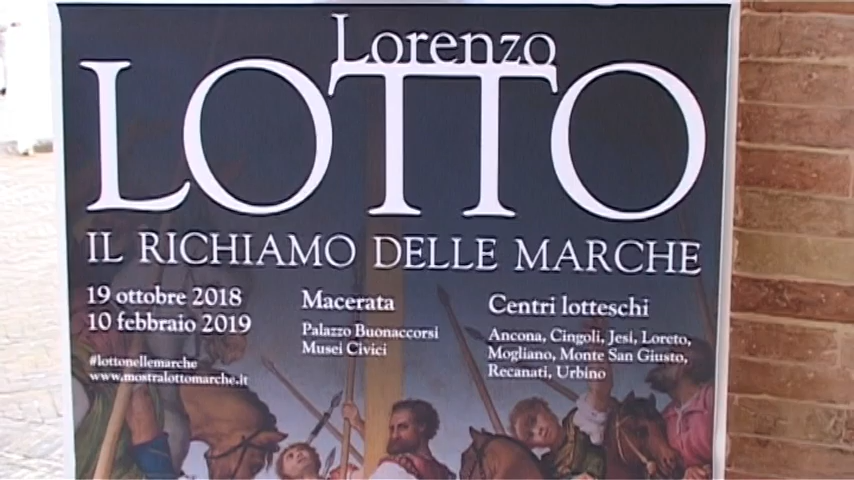 Lorenzo
LOTTO
IL RICHIAMO DELLE MARCHE
19 ottobre 2018
10 febbraio 2019
#lottonellemarche
www.mostralottomarche.it
Macerata
Palazzo Buonaccorsi
Musei Civici
Centri lotteschi
Ancona, Cingoli, Jesi, Loreto,
Mogliano, Monte San Giusto,
Recanati, Urbino